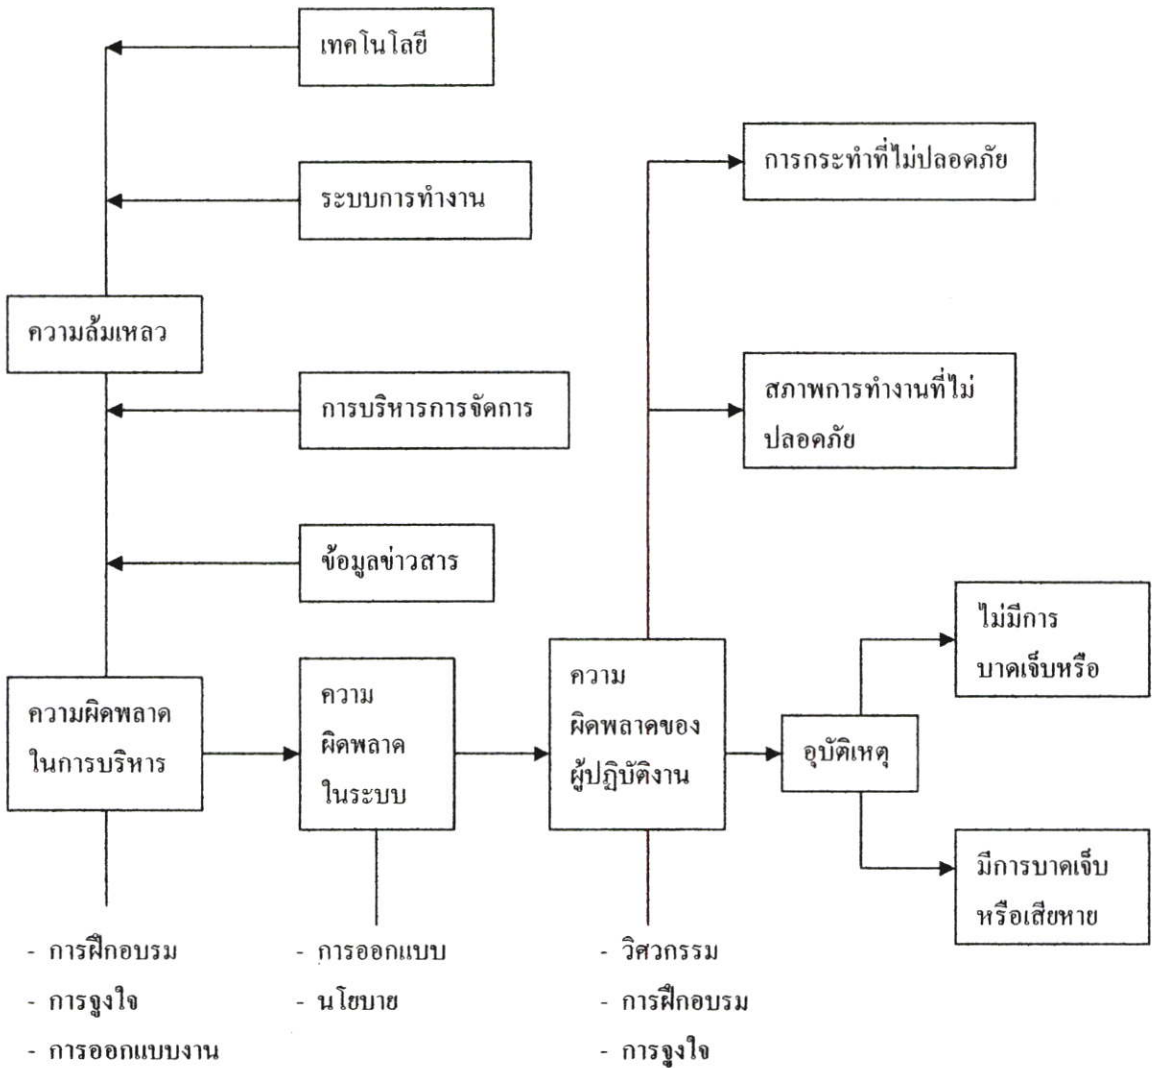 เทคโนโลยี
การกระทำที่ไม่ปลอดภัย
ระบบการทำงาน
ความล้มเหลว
สภาพการทำงานที่ไม่
ปลอดภัย
การบริหารการจัดการ
ข้อมูลข่าวสาร
ไม่มีการ
บาดเจ็บหรือ
ความผิดพลาด
ในการบริหาร
ความ
ผิดพลาด
ในระบบ
ความ
ผิดพลาดของ
ผู้ปฏิบัติงาน
อุบัติเหตุ
มีการบาดเจ็บ
หรือเสียหาย
- การฝึกอบรม
- การจูงใจ
- การออกแบบงาน
- การออกแบบ
- นโยบาย
- วิศวกรรม
- การฝึกอบรม
- การจูงใจ